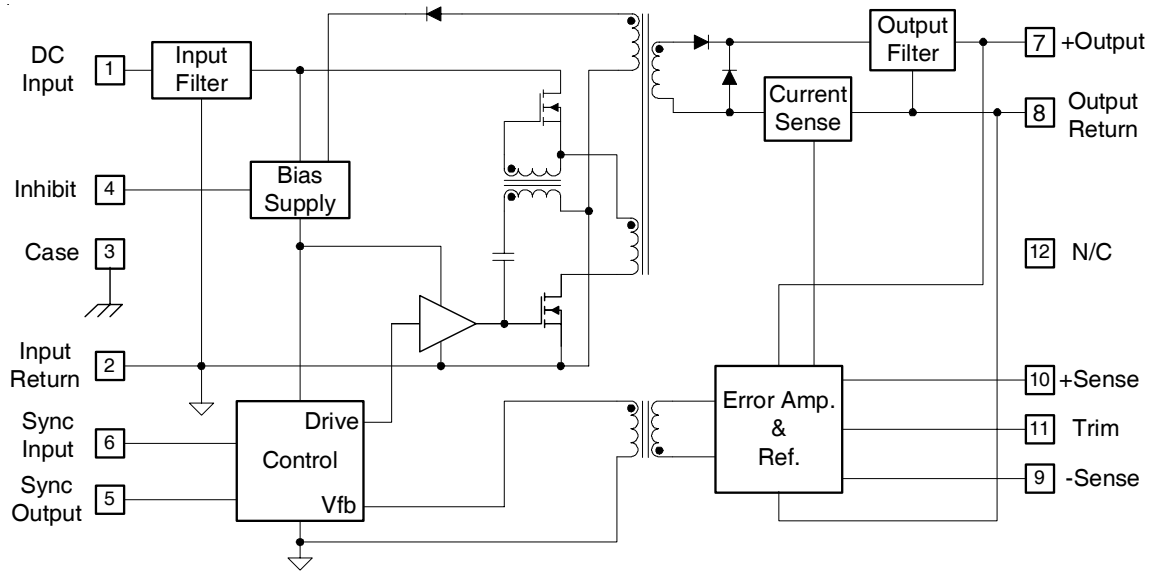 DC
Input
1
Input
Filter
Output
Filter
7
+Output
Current
Sense
8
Output
Return
Inhibit
4
Bias
Supply
Case
3
12
N/C
Input
Return
2
Sync
Input
6
Drive
Control
Vfb
Sync
Output
5
Error Amp.
&
Ref.
10
+Sense
11
Trim
9
-Sense